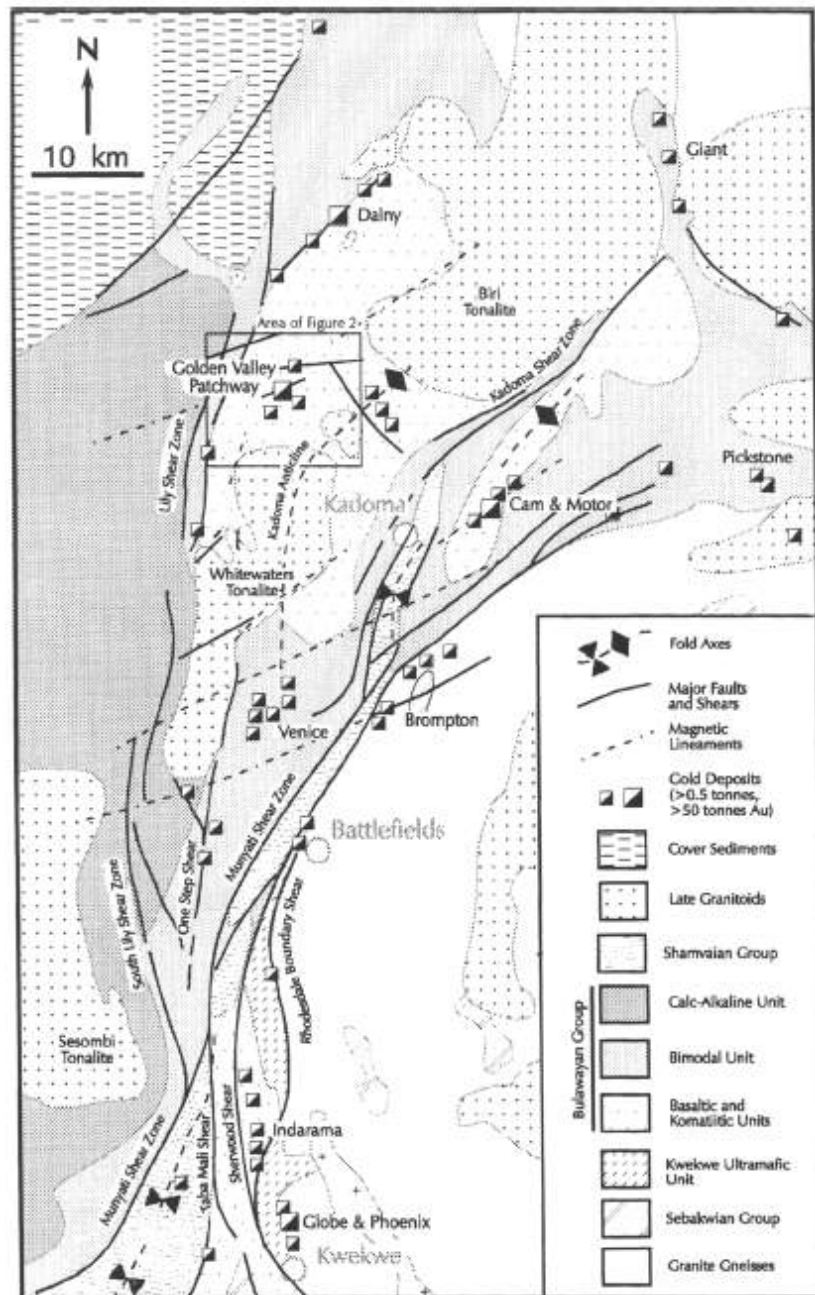 N
10 km
Giant
Dalny
Biri
Tonalite
Area of Figure 2
Golden Valley
Patchway
Kadoma Shear Zone
Lily Shear Zone
Kadoma Anticline
Kadoma
Pickstone
Cam & Motor
Whitewaters
Tonalite
Venice
Brompton
Munyati Shear Zone
Battlefields
One Step Shear
South Lily Shear Zone
Rhodesdale Boundary Shear
Sesombi
Tonalite
Munyati Shear Zone
Taba Mali Shear
Sherwood Shear
Indarama
Globe & Phoenix
Kwekwe
Fold Axes
Major Faults
and Shears
Magnetic
Lineaments
Gold Deposits
(>0.5 tonnes,
>50 tonnes Au)
Cover Sediments
Late Granitoids
Shamvaian Group
Bulawayan Group
Calc-Alkaline Unit
Bimodal Unit
Basaltic and
Komatiitic Units
Kwekwe Ultramafic
Unit
Sebakwian Group
Granite Gneisses